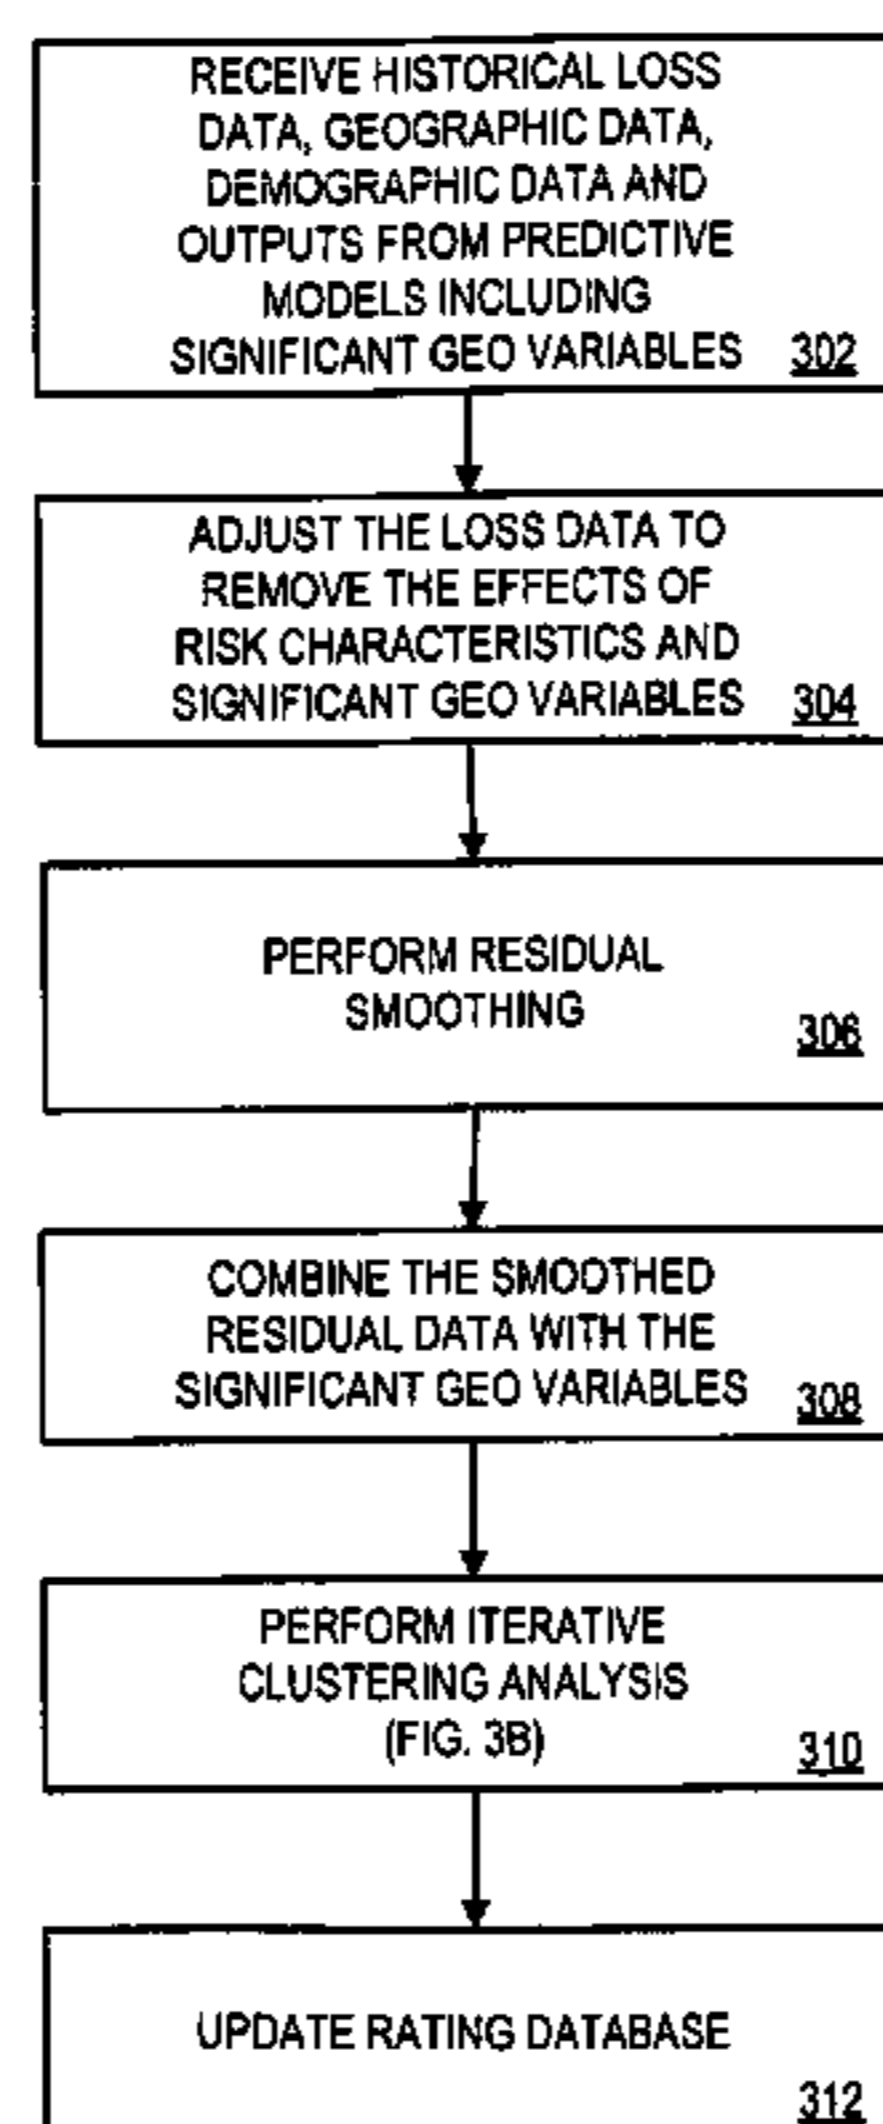 RECEIVE HISTORICAL LOSS
DATA, GEOGRAPHIC DATA,
DEMOGRAPHIC DATA AND
OUTPUTS FROM PREDICTIVE
MODELS INCLUDING
SIGNIFICANT GEO VARIABLES 302
ADJUST THE LOSS DATA TO
REMOVE THE EFFECTS OF
RISK CHARACTERISTICS AND
SIGNIFICANT GEO VARIABLES 304
PERFORM RESIDUAL
SMOOTHING
306
COMBINE THE SMOOTHED
RESIDUAL DATA WITH THE
SIGNIFICANT GEO VARIABLES 308
PERFORM ITERATIVE
CLUSTERING ANALYSIS
(FIG. 3B)
310
UPDATE RATING DATABASE
312